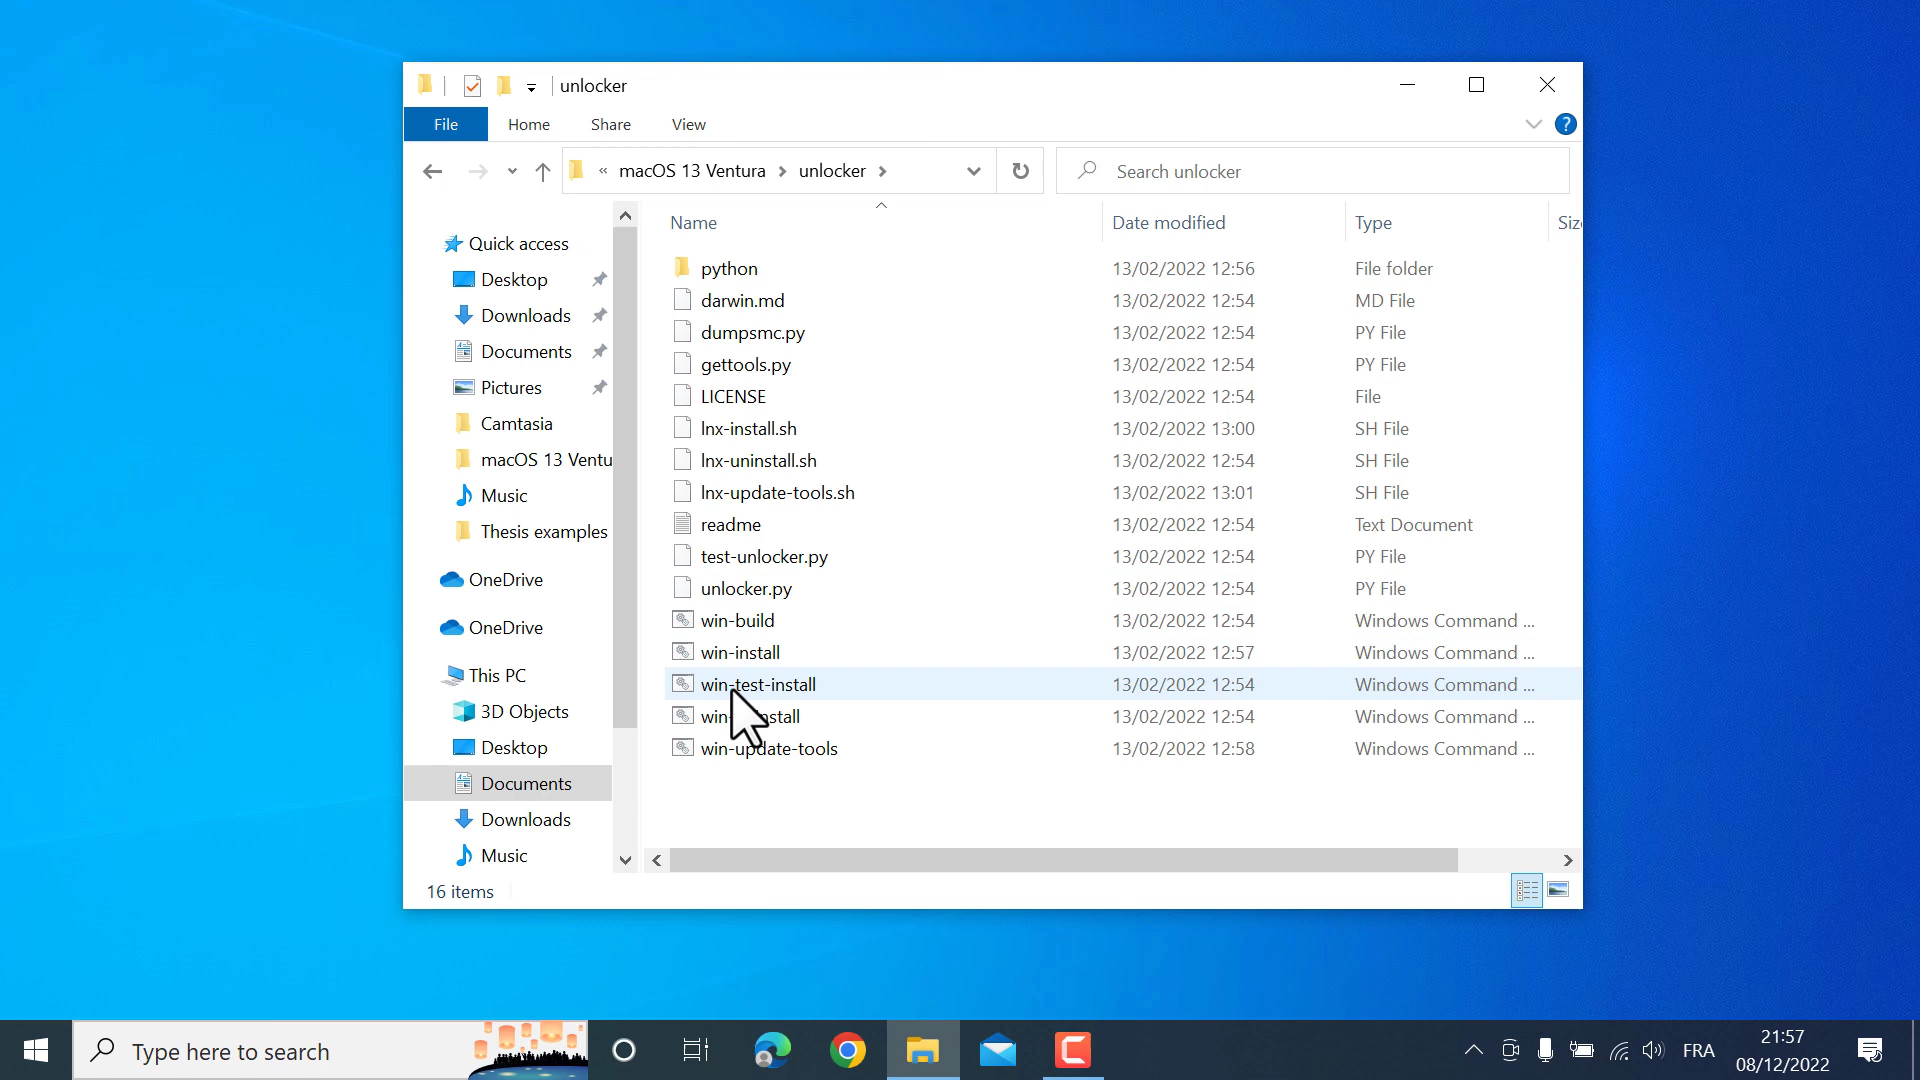 unlocker
File Home Share View
« macOS 13 Ventura unlocker
Search unlocker
Name Date modified Type Siz
Quick access
Desktop
Downloads
Documents
Pictures
Camtasia
macOS 13 Ventu
Music
Thesis examples
OneDrive
OneDrive
This PC
3D Objects
Desktop
Documents
Downloads
Music
python 13/02/2022 12:56 File folder
darwin.md 13/02/2022 12:54 MD File
dumpsmc.py 13/02/2022 12:54 PY File
gettools.py 13/02/2022 12:54 PY File
LICENSE 13/02/2022 12:54 File
lnx-install.sh 13/02/2022 13:00 SH File
lnx-uninstall.sh 13/02/2022 12:54 SH File
lnx-update-tools.sh 13/02/2022 13:01 SH File
readme 13/02/2022 12:54 Text Document
test-unlocker.py 13/02/2022 12:54 PY File
unlocker.py 13/02/2022 12:54 PY File
win-build 13/02/2022 12:54 Windows Command ...
win-install 13/02/2022 12:57 Windows Command ...
win-test-install 13/02/2022 12:54 Windows Command ...
13/02/2022 12:54 Windows Command ...
win-update-tools 13/02/2022 12:58 Windows Command ...
16 items
Type here to search
FRA
21:57
08/12/2022